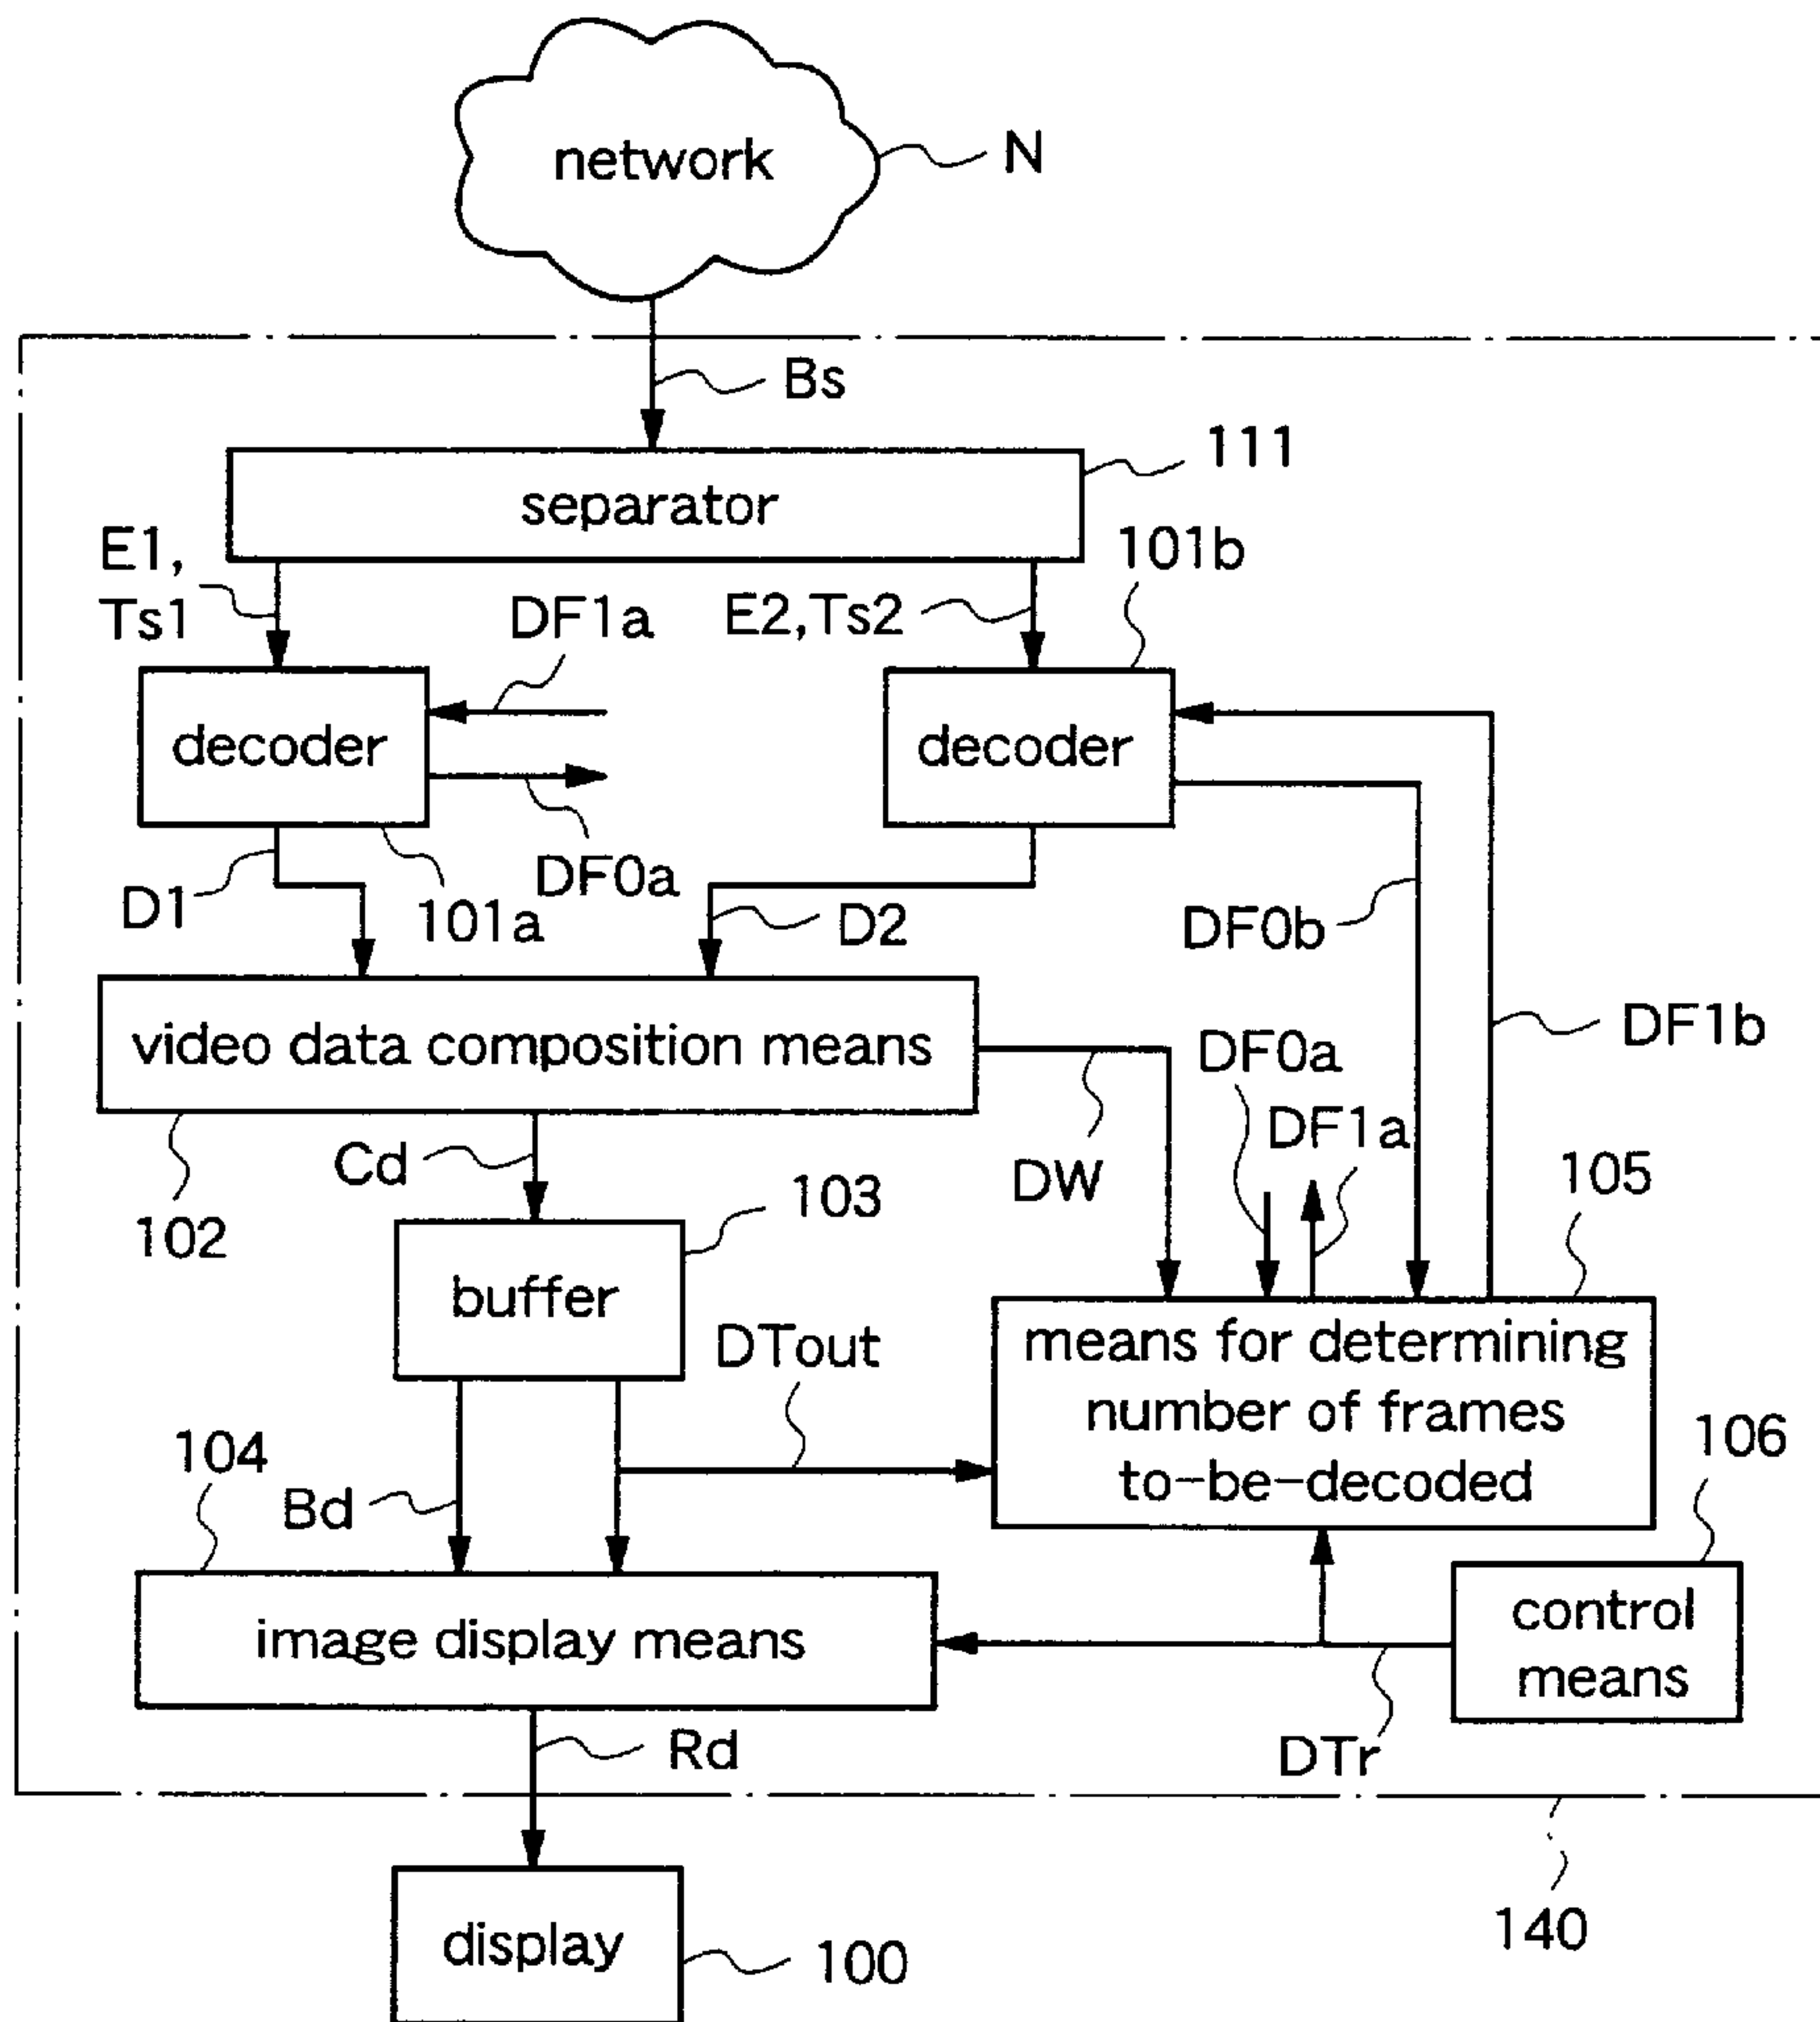 network
N
Bs
111
separator
E1,
Ts1
DF1a
E2,Ts2
101b
decoder
decoder
D1
DF0a
101a
D2
DF0b
DF1b
video data composition means
DF0a
DF1a
Cd
DW
102
103
105
buffer
DTout
means for determining
number of frames
to-be-decoded
104
106
Bd
image display means
control
means
Rd
DTr
140
display
100